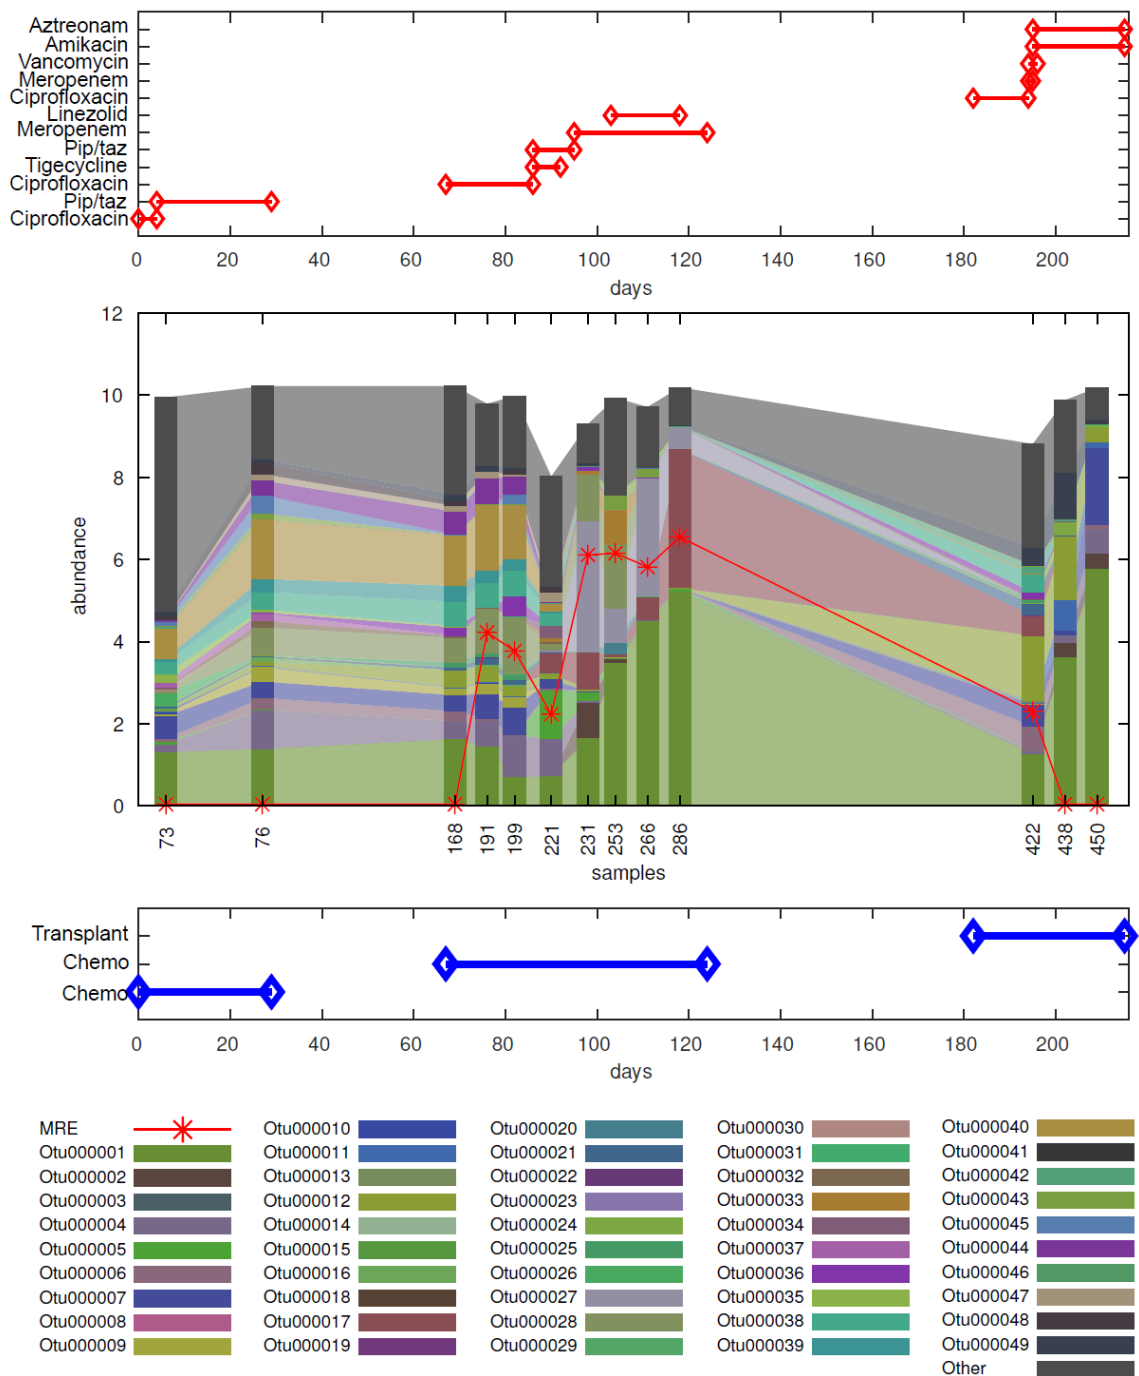 Aztreonam
Amikacin
Vancomycin
Meropenem
Ciprofloxacin
Linezolid
Meropenem
Pip/taz
Tigecycline
Ciprofloxacin
Pip/taz
Ciprofloxacin
0 20 40 60 80 100 120 140 160 180 200
days
12
10
8
6
4
2
0
abundance
73 76 168 191 199 221 231 253 266 286 422 438 450
samples
Transplant
Chemo
Chemo
0 20 40 60 80 100 120 140 160 180 200
days
MRE Otu000010 Otu000020 Otu000030 Otu000040
Otu000001 Otu000011 Otu000021 Otu000031 Otu000041
Otu000002 Otu000013 Otu000022 Otu000032 Otu000042
Otu000003 Otu000012 Otu000023 Otu000033 Otu000043
Otu000004 Otu000014 Otu000024 Otu000034 Otu000045
Otu000005 Otu000015 Otu000025 Otu000037 Otu000044
Otu000006 Otu000016 Otu000026 Otu000036 Otu000046
Otu000007 Otu000018 Otu000027 Otu000035 Otu000047
Otu000008 Otu000017 Otu000028 Otu000038 Otu000048
Otu000009 Otu000019 Otu000029 Otu000039 Otu000049
Other